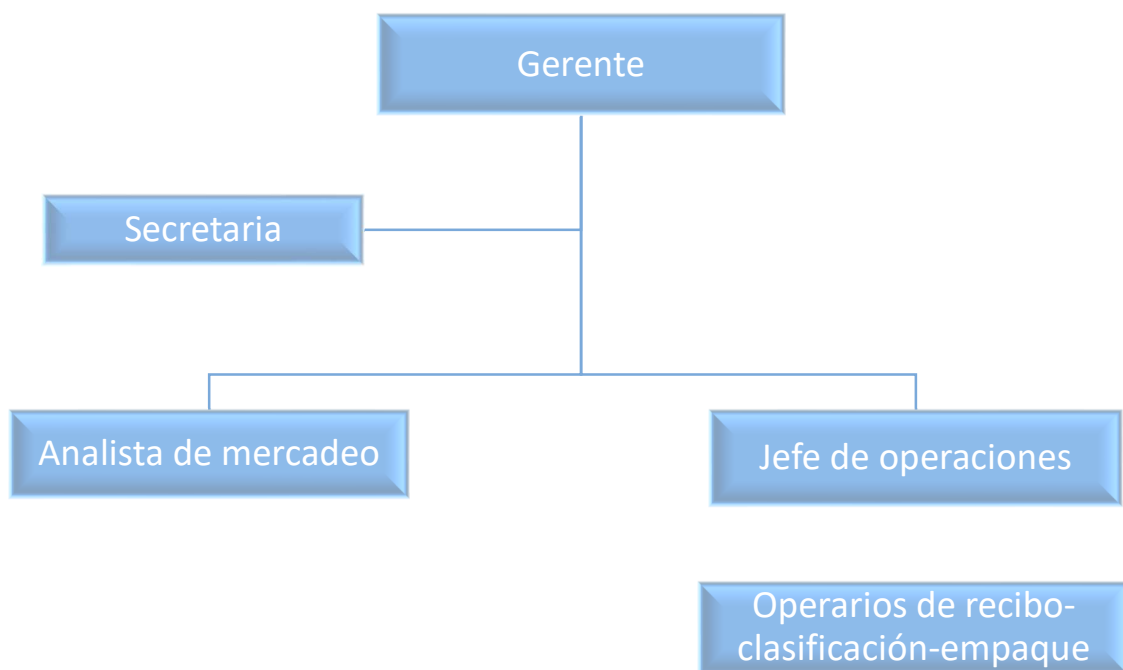 Gerente
Secretaria
Analista de mercadeo
Jefe de operaciones
Operarios de recibo-
clasificación-empaque